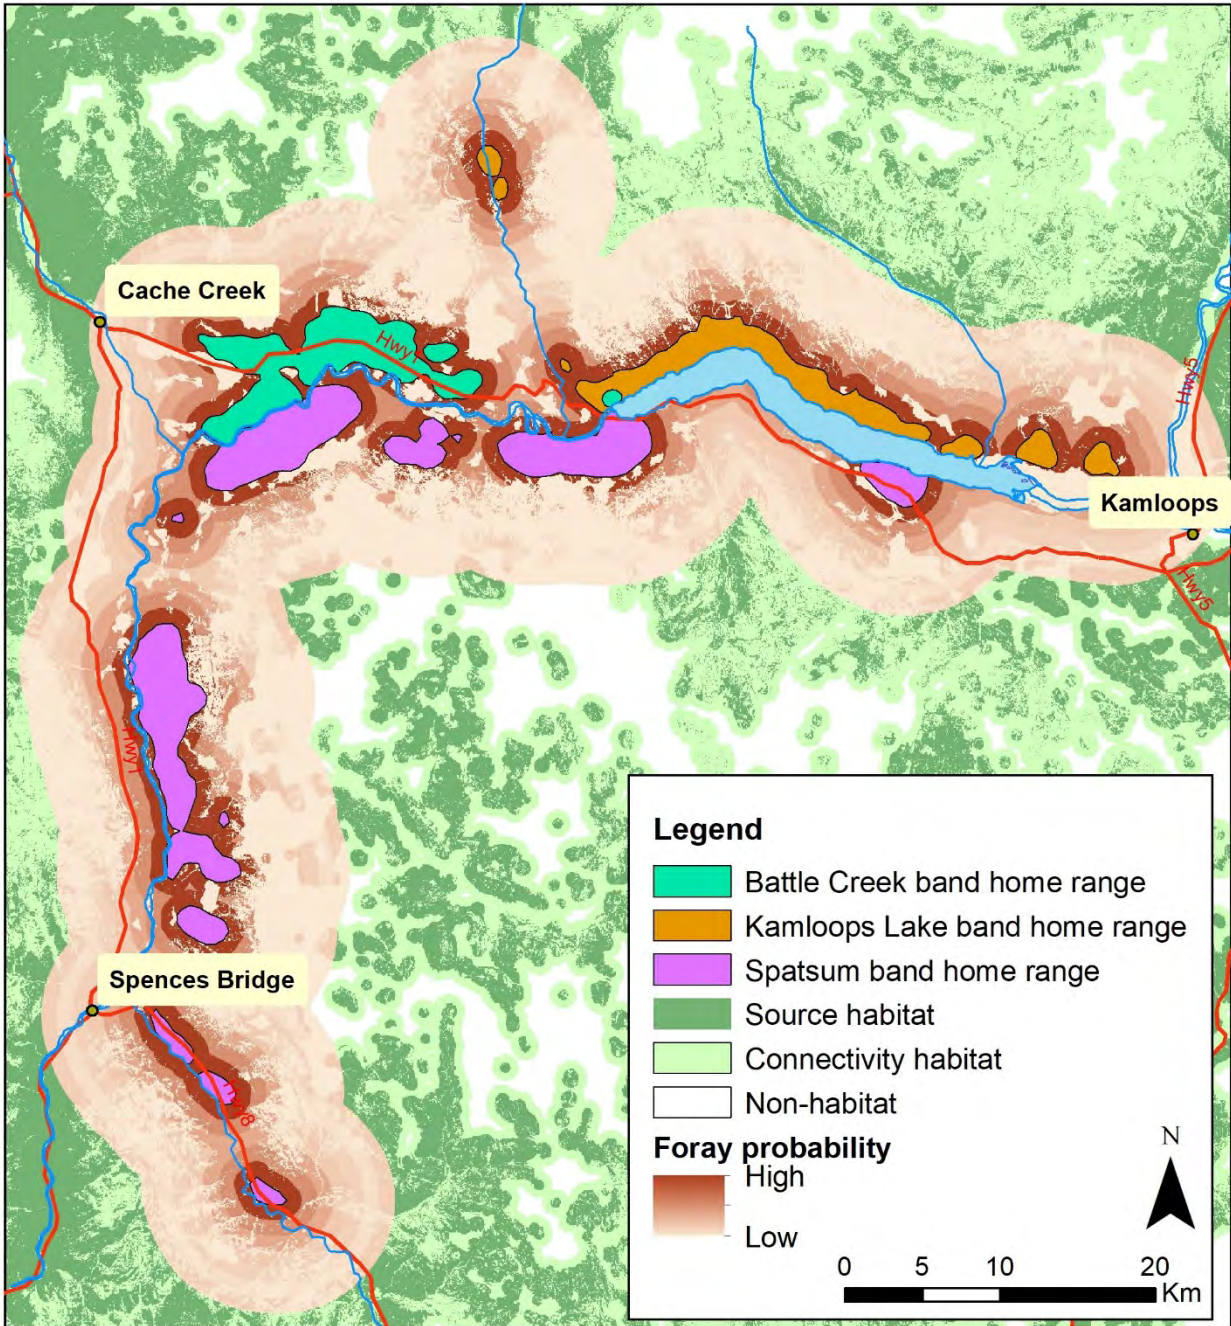 Cache Creek
Hwy1
Hwy5
Kamloops
Hwy5
Hwy1
Spences Bridge
Hwy8
Legend
Battle Creek band home range
Kamloops Lake band home range
Spatsum band home range
Source habitat
Connectivity habitat
Non-habitat
Foray probability
High
Low
N
0 5 10 20
Km